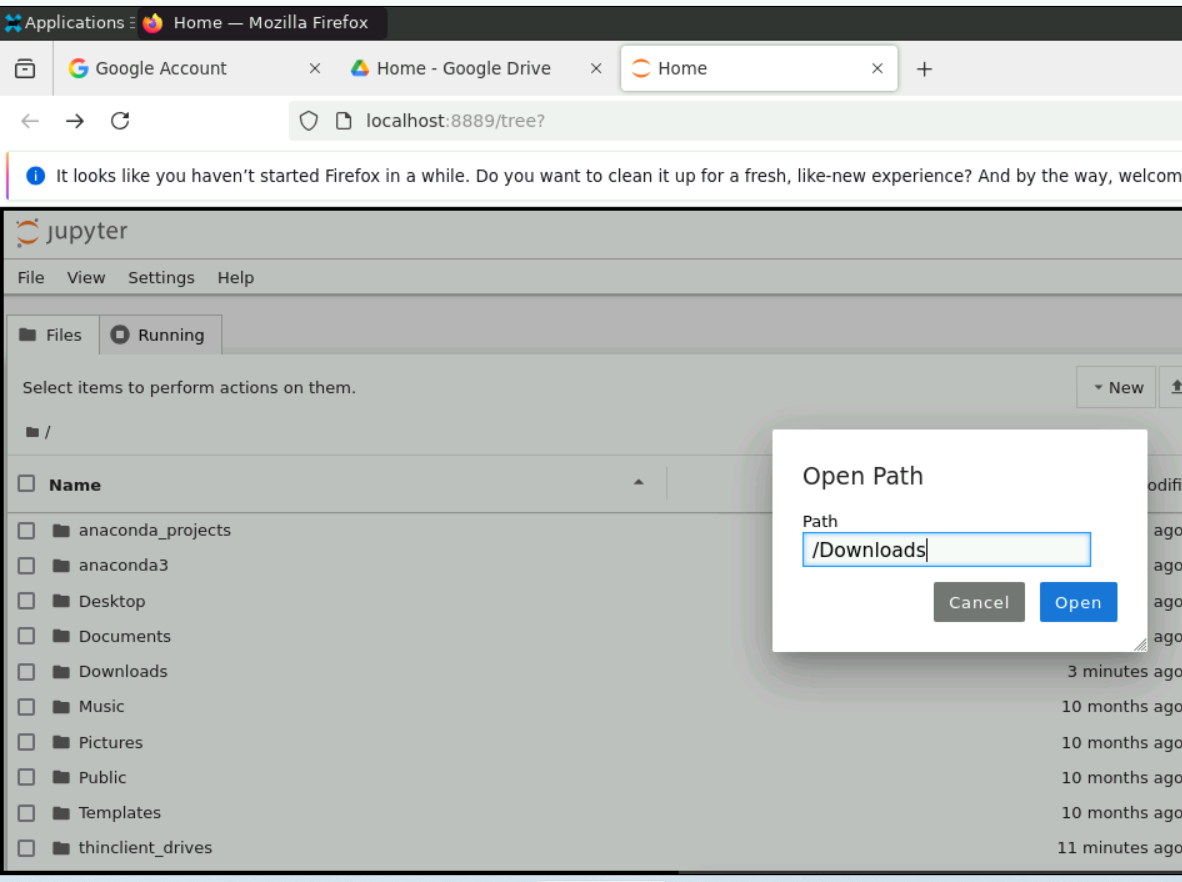 Applications Home — Mozilla Firefox
Google Account Home - Google Drive Home
localhost:8889/tree?
It looks like you haven't started Firefox in a while. Do you want to clean it up for a fresh, like-new experience? And by the way, welcom
jupyter
File View Settings Help
Files Running
Select items to perform actions on them.
New
/
Name
odifi
Open Path
Path
/Downloads
Cancel Open
anaconda_projects ago
anaconda3 ago
Desktop ago
Documents ago
Downloads 3 minutes ago
Music 10 months ago
Pictures 10 months ago
Public 10 months ago
Templates 10 months ago
thinclient_drives 11 minutes ago